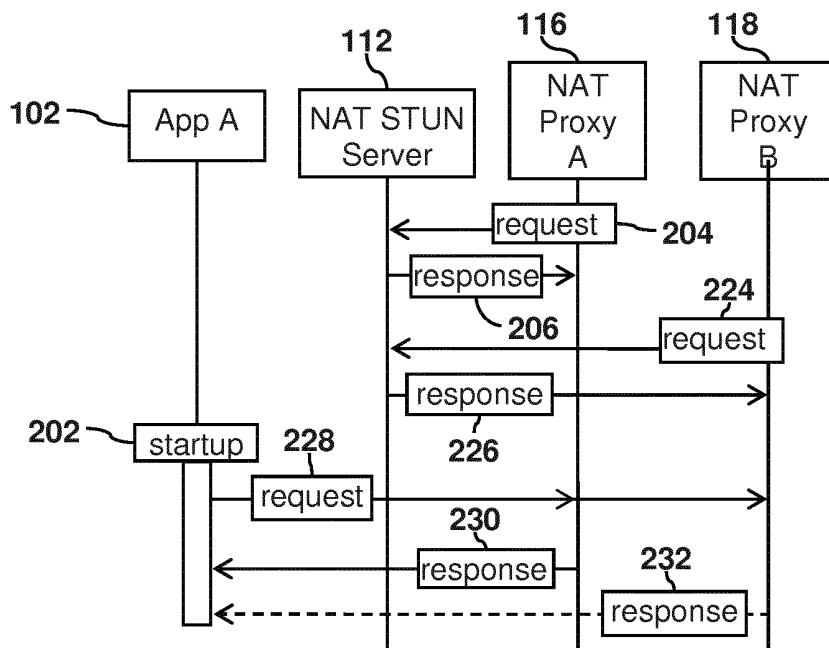 112
116
118
102
App A
NAT STUN
Server
NAT
Proxy
A
NAT
Proxy
B
request
204
response
206
224
request
response
226
202
startup
228
request
230
response
232
response